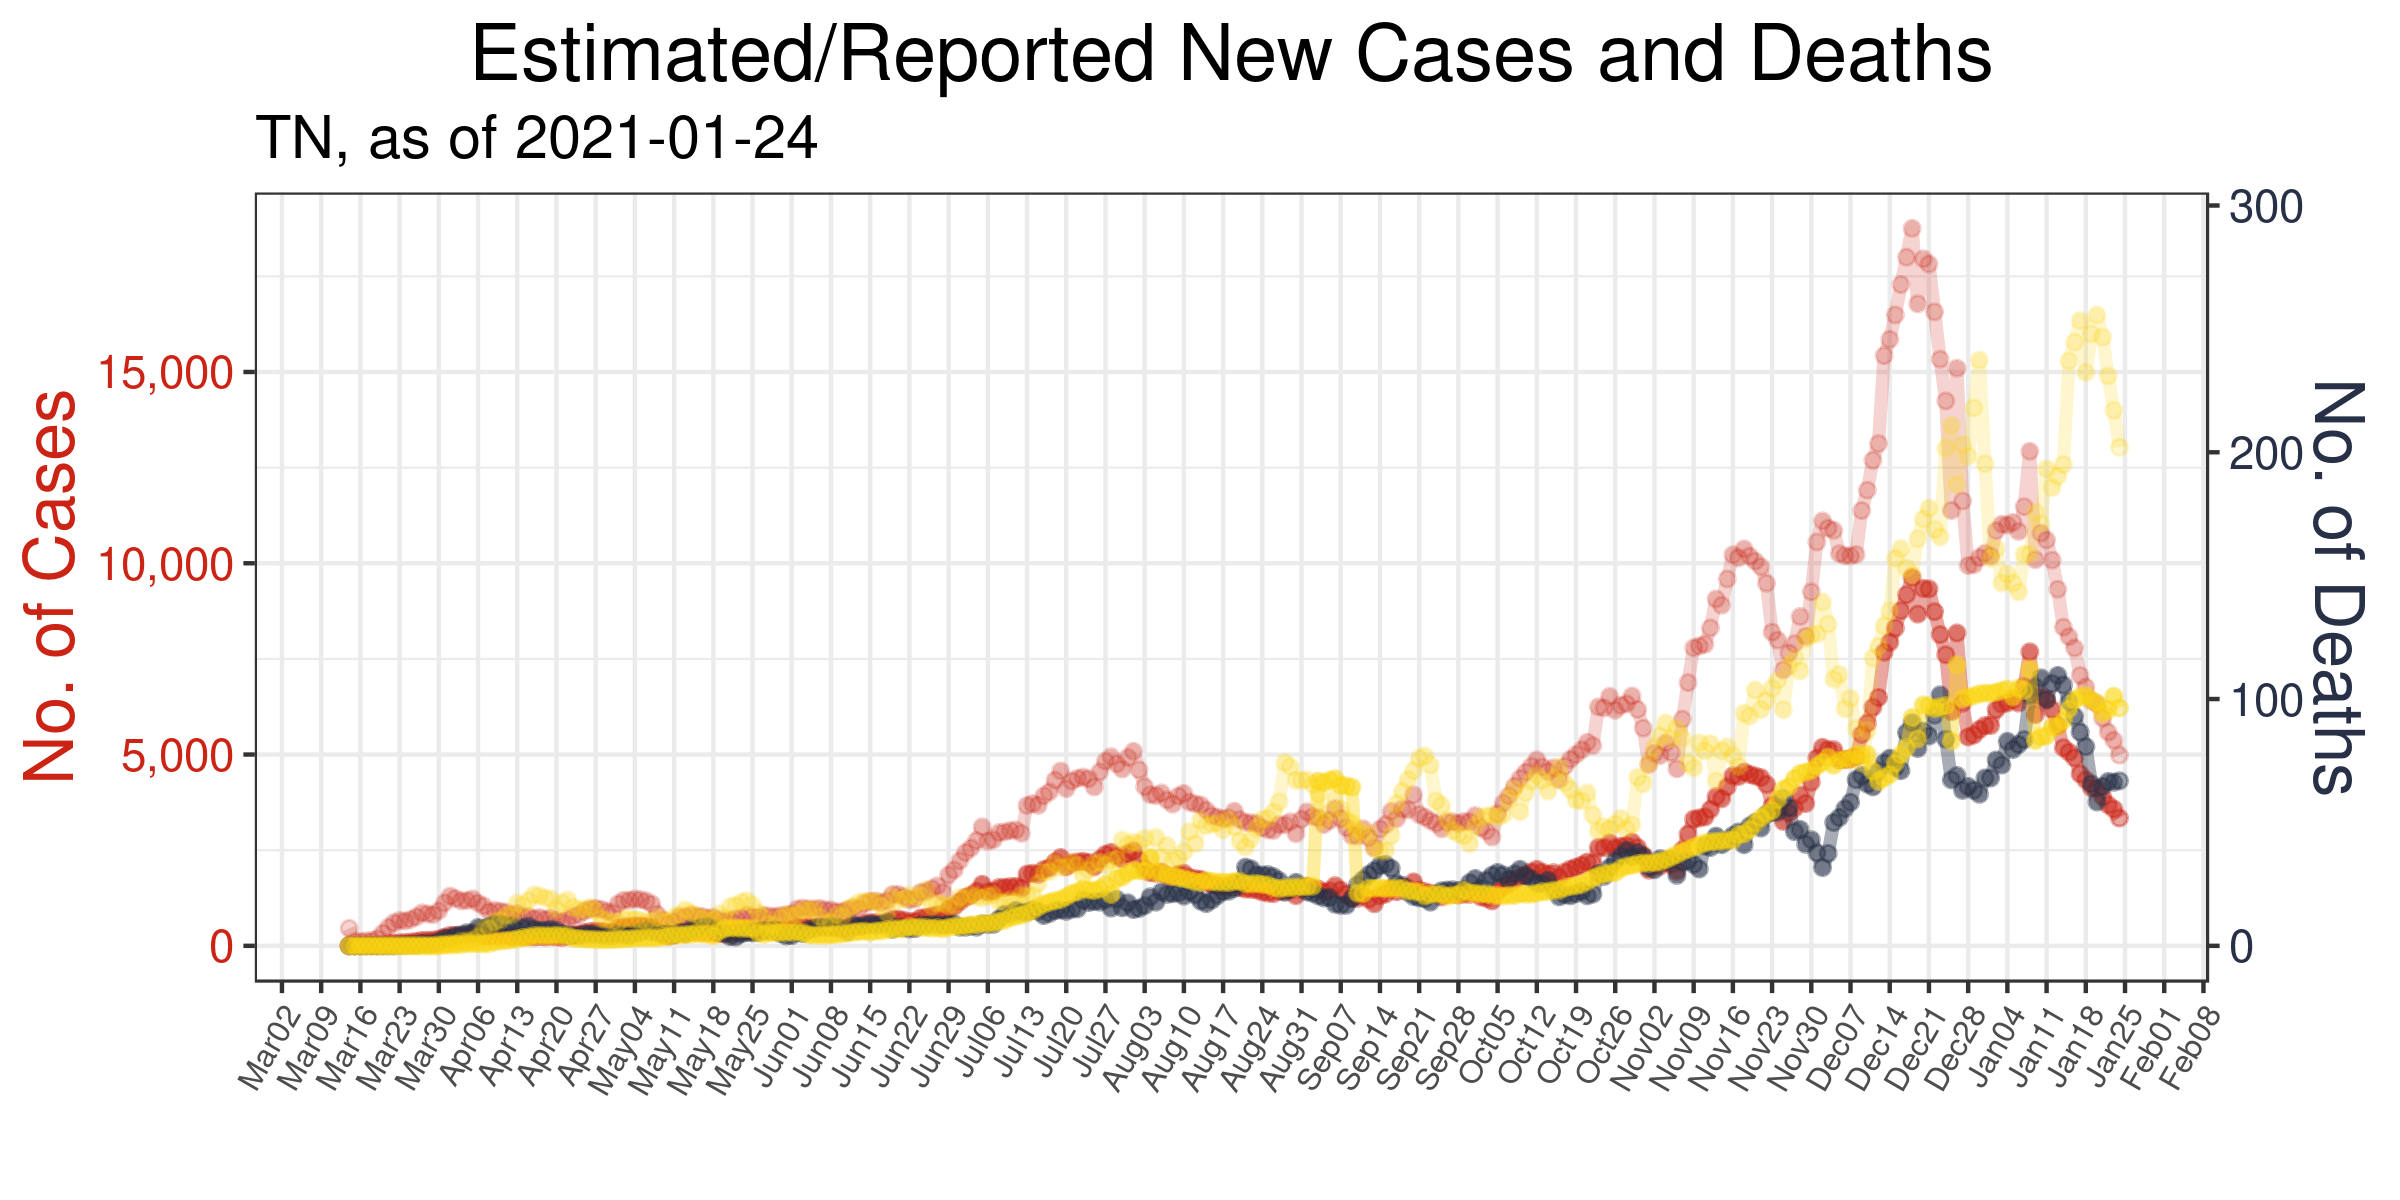 Estimated/Reported New Cases and Deaths
TN, as of 2021-01-24
No. of Cases
15,000
10,000
5,000
0
300
200
100
0
No. of Deaths
Mar02
Mar09
Mar16
Mar23
Mar30
Apr06
Apr13
Apr20
Apr27
May04
May11
May18
May25
Jun01
Jun08
Jun15
Jun22
Jun29
Jul06
Jul13
Jul20
Jul27
Aug03
Aug10
Aug17
Aug24
Aug31
Sep07
Sep14
Sep21
Sep28
Oct05
Oct12
Oct19
Oct26
Nov02
Nov09
Nov16
Nov23
Nov30
Dec07
Dec14
Dec21
Dec28
Jan04
Jan11
Jan18
Jan25
Feb01
Feb08